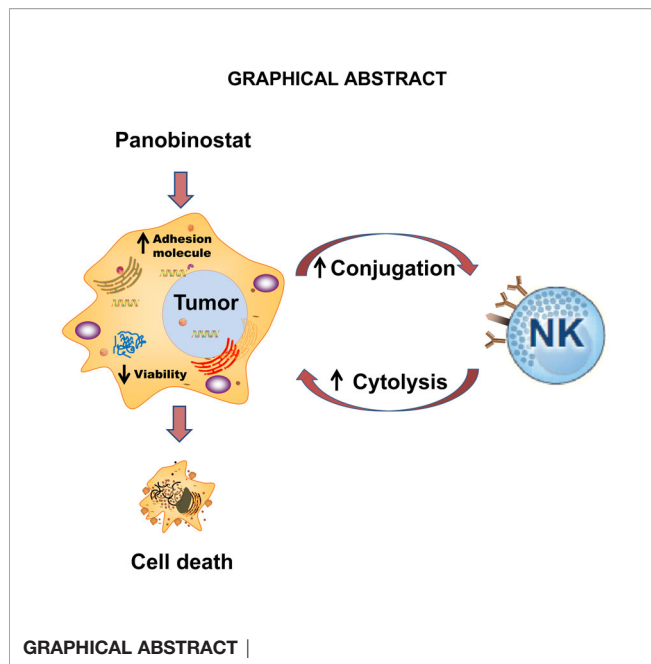 GRAPHICAL ABSTRACT
Panobinostat
↑ Adhesion
molecule
↑ Conjugation
Tumor
NK
↓ Viability
↑ Cytolysis
Cell death
GRAPHICAL ABSTRACT |